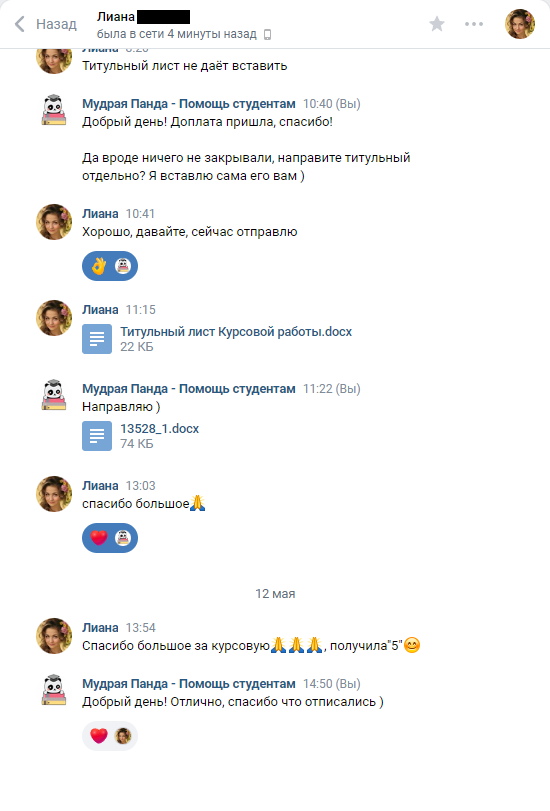 Назад
Лиана
была в сети 4 минуты назад
Титульный лист не даёт вставить
Мудрая Панда - Помощь студентам 10:40 (Вы)
Добрый день! Доплата пришла, спасибо!
Да вроде ничего не закрывали, направите титульный
отдельно? Я вставлю сама его вам )
Лиана 10:41
Хорошо, давайте, сейчас отправлю
Лиана 11:15
Титульный лист Курсовой работы.docx
22 КБ
Мудрая Панда - Помощь студентам 11:22 (Вы)
Направляю )
13528_1.docx
74 КБ
Лиана 13:03
спасибо большое🙏
12 мая
Лиана 13:54
Спасибо большое за курсовую🙏🙏🙏, получила"5"😊
Мудрая Панда - Помощь студентам 14:50 (Вы)
Добрый день! Отлично, спасибо что отписались )